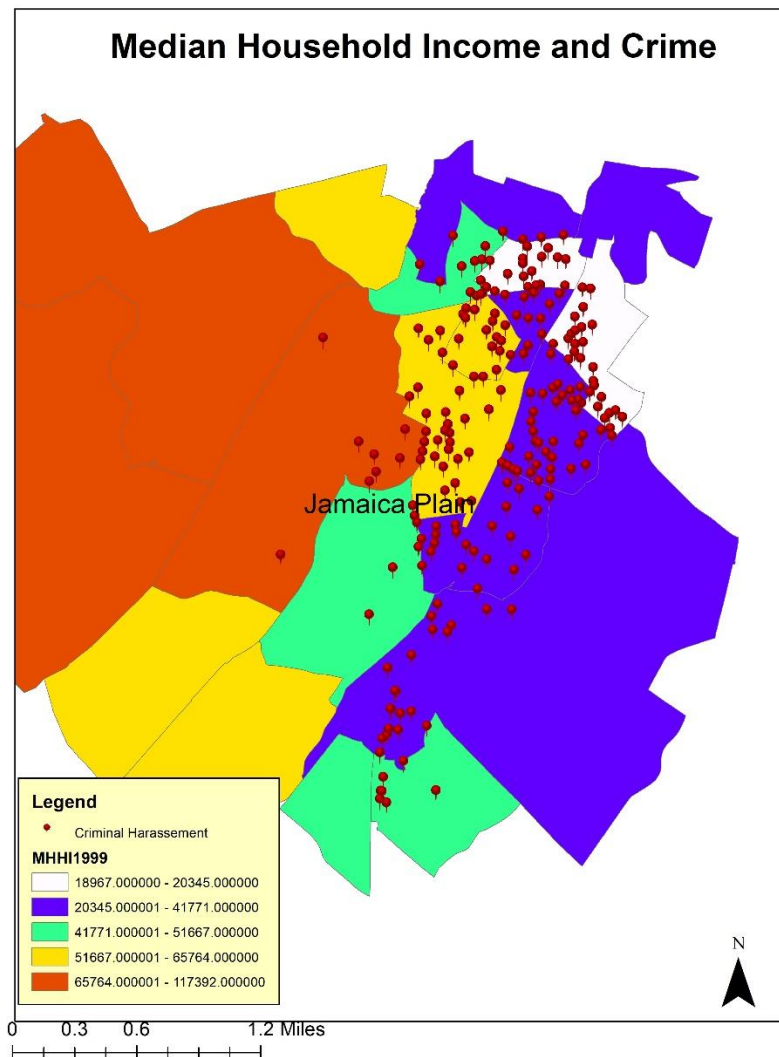 Median Household Income and Crime
Jamaica Plain
Legend
Criminal Harassement
MHHI1999
18967.000000 - 20345.000000
20345.000001 - 41771.000000
41771.000001 - 51667.000000
51667.000001 - 65764.000000
65764.000001 - 117392.000000
N
0 0.3 0.6 1.2 Miles